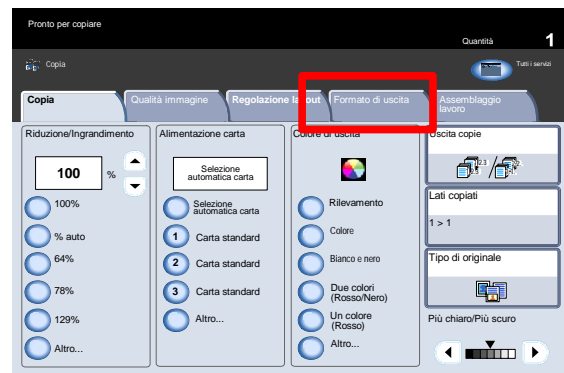 Pronto per copiare
Quantità 1
Copia
Tutti i servizi
Copia
Qualità immagine
Regolazione layout
Formato di uscita
Assemblaggio
lavoro
Riduzione/Ingrandimento
100 %
100%
% auto
64%
78%
129%
Altro...
Alimentazione carta
Selezione
automatica carta
Selezione
automatica carta
1 Carta standard
2 Carta standard
3 Carta standard
Altro...
Colore di uscita
Rilevamento
Colore
Bianco e nero
Due colori
(Rosso/Nero)
Un colore
(Rosso)
Altro...
Uscita copie
Lati copiati
1 > 1
Tipo di originale
Più chiaro/Più scuro